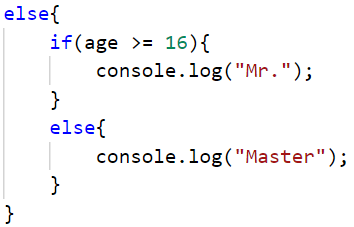 else{
    if(age >= 16){
        console.log("Mr.");
    }
    else{
        console.log("Master");
    }
}